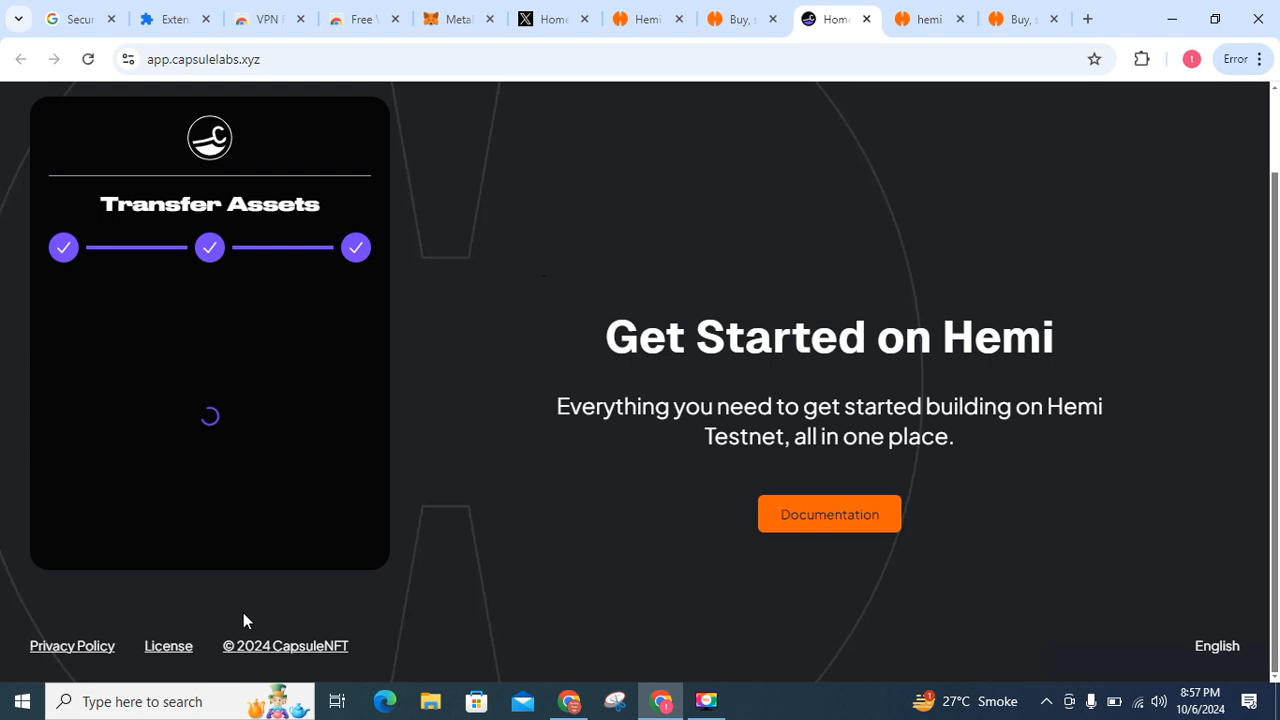 Secur
Exten
VPN F
Free V
Metal
Home
Hemi
Buy, s
Home
hemi
Buy, s
app.capsulelabs.xyz
t
Error
Transfer Assets
Get Started on Hemi
Everything you need to get started building on Hemi
Testnet, all in one place.
Documentation
Privacy Policy
License
© 2024 CapsuleNFT
English
Type here to search
27°C Smoke
8:57 PM
10/6/2024